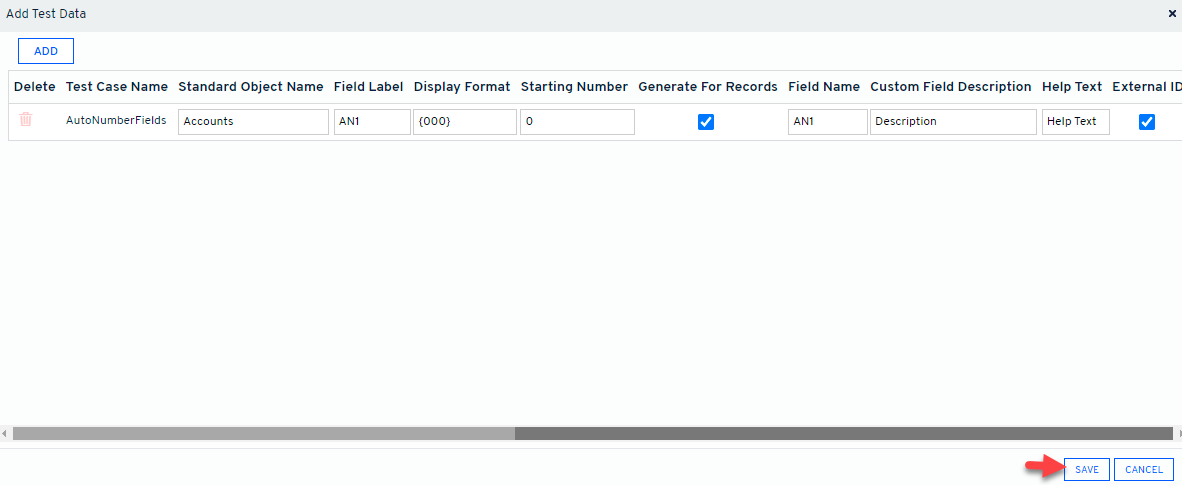 Add Test Data
ADD
Delete Test Case Name Standard Object Name Field Label Display Format Starting Number Generate For Records Field Name Custom Field Description Help Text External ID
AutoNumberFields Accounts AN1 {000} 0 AN1 Description Help Text
SAVE CANCEL